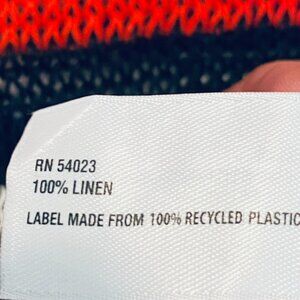 RN 54023
100% LINEN
LABEL MADE FROM 100% RECYCLED PLASTIC